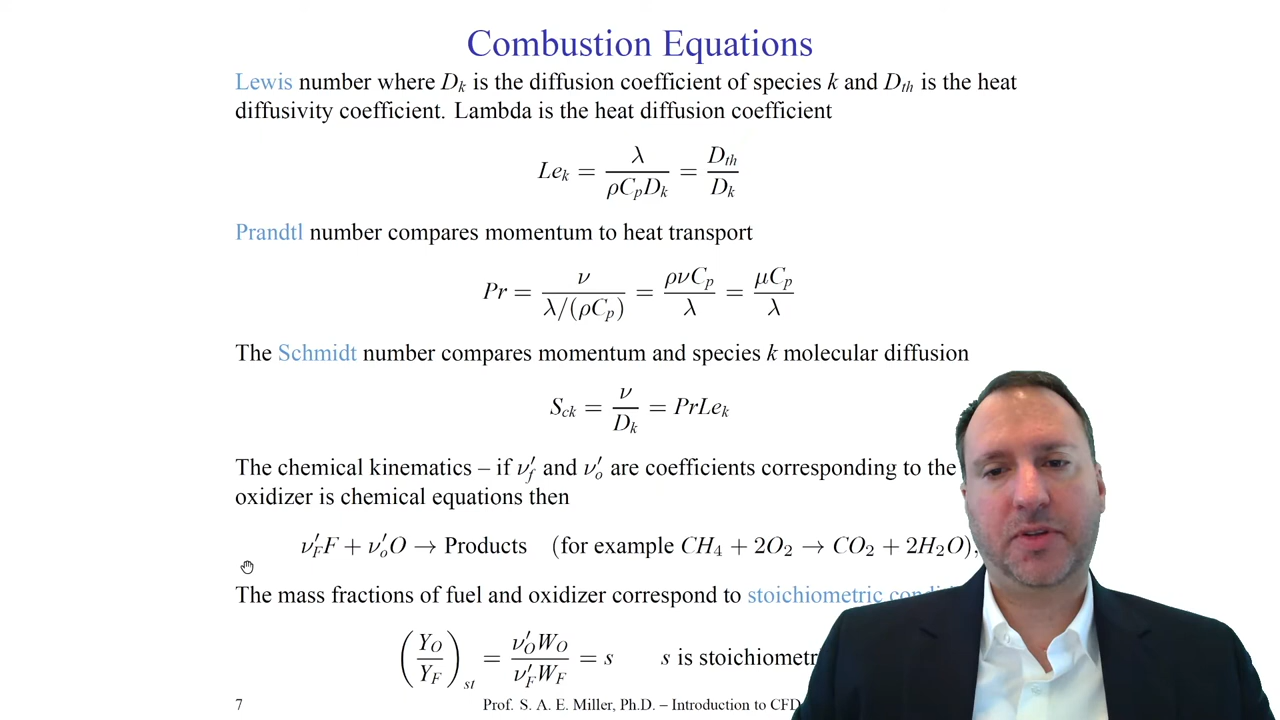 Combustion Equations
Lewis number where D_k is the diffusion coefficient of species k and D_th is the heat
diffusivity coefficient. Lambda is the heat diffusion coefficient
Le_k = λ / (ρC_pD_k) = D_th / D_k
Prandtl number compares momentum to heat transport
Pr = ν / (λ/(ρC_p)) = ρνC_p / λ = μC_p / λ
The Schmidt number compares momentum and species k molecular diffusion
S_ck = ν / D_k = PrLe_k
The chemical kinematics – if ν′_f and ν′_o are coefficients corresponding to the
oxidizer is chemical equations then
ν′_F F + ν′_o O → Products (for example CH_4 + 2O_2 → CO_2 + 2H_2O),
The mass fractions of fuel and oxidizer correspond to stoichiometric
(Y_O / Y_F)_st = ν′_O W_O / ν′_F W_F = s s is
7 Prof. S. A. E. Miller, Ph.D. – Introduction to CFD